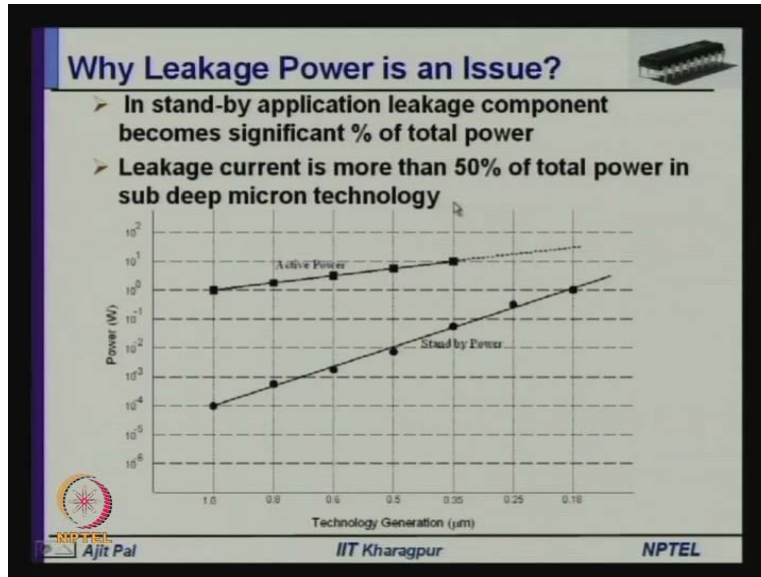 Why Leakage Power is an Issue?
➢ In stand-by application leakage component
becomes significant % of total power
➢ Leakage current is more than 50% of total power in
sub deep micron technology
10²
10¹
10⁰
10⁻¹
10⁻²
10⁻³
10⁻⁴
10⁻⁵
10⁻⁶
Power (W)
Active Power
Stand by Power
1.0 0.8 0.6 0.5 0.35 0.25 0.18
Technology Generation (μm)
NPTEL
Ajit Pal IIT Kharagpur NPTEL